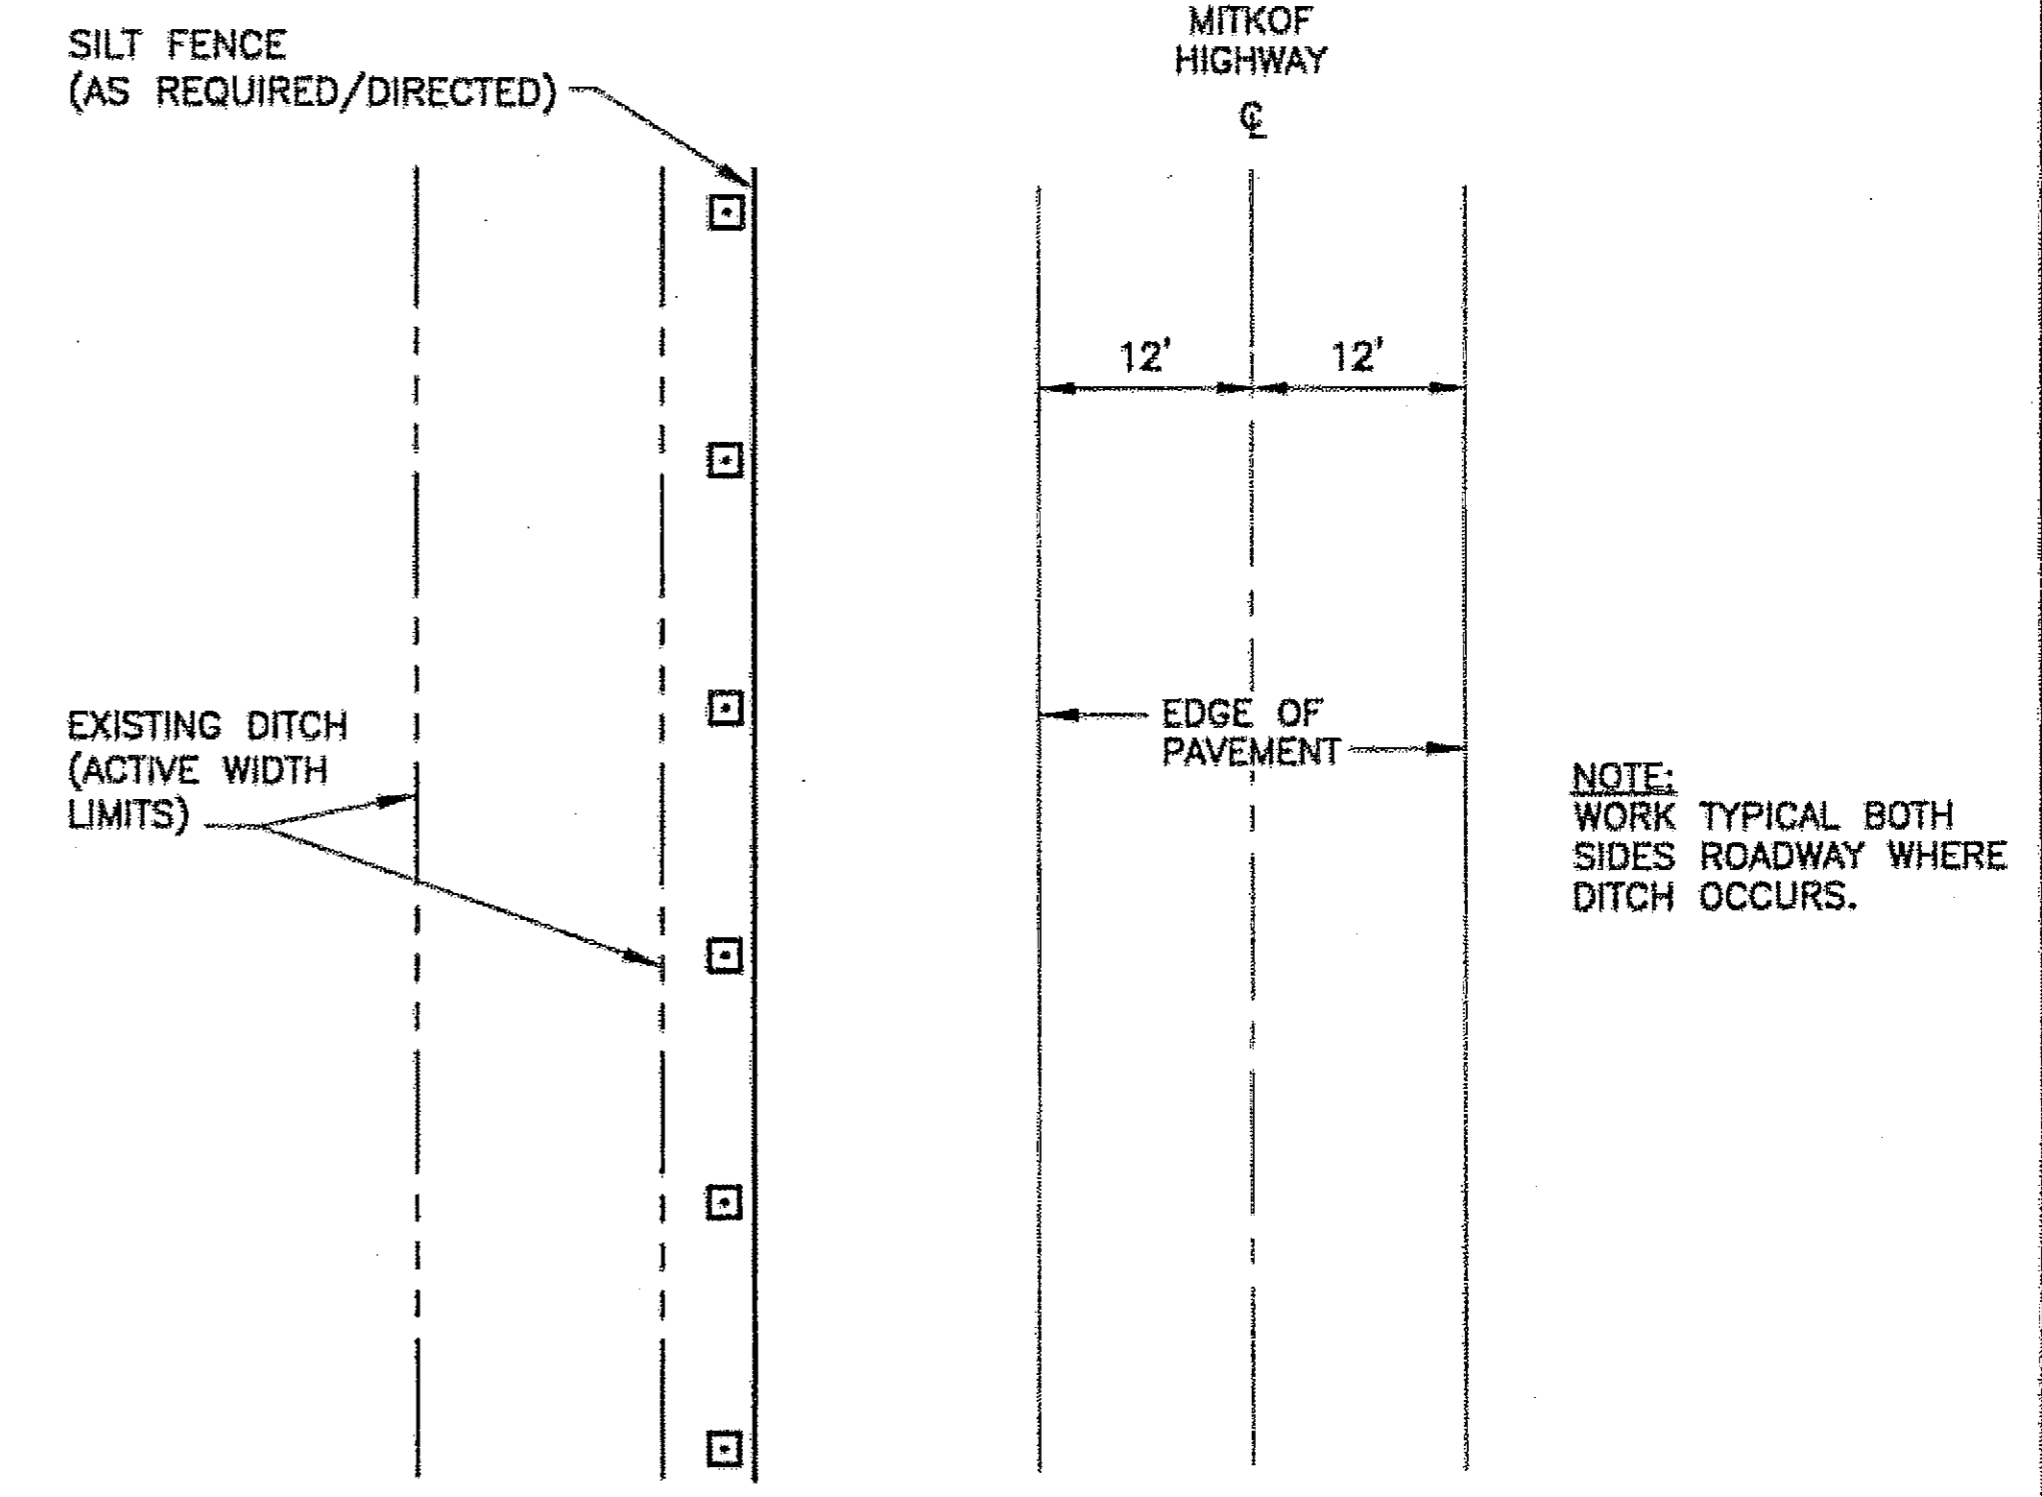 SILT FENCE
(AS REQUIRED/DIRECTED)
MITKOF
HIGHWAY
℄
12'
12'
EXISTING DITCH
(ACTIVE WIDTH
LIMITS)
EDGE OF
PAVEMENT
NOTE:
WORK TYPICAL BOTH
SIDES ROADWAY WHERE
DITCH OCCURS.